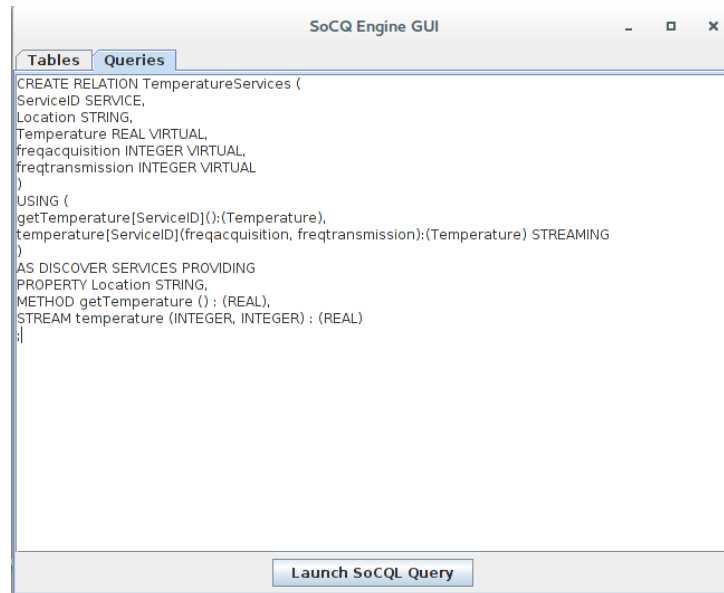 SoCQ Engine GUI
Tables Queries
CREATE RELATION TemperatureServices (
ServiceID SERVICE,
Location STRING,
Temperature REAL VIRTUAL,
freqacquisition INTEGER VIRTUAL,
freqtransmission INTEGER VIRTUAL
)
USING (
getTemperature[ServiceID]():(Temperature),
temperature[ServiceID](freqacquisition, freqtransmission):(Temperature) STREAMING
)
AS DISCOVER SERVICES PROVIDING
PROPERTY Location STRING,
METHOD getTemperature () : (REAL),
STREAM temperature (INTEGER, INTEGER) : (REAL)
;
Launch SoCQL Query